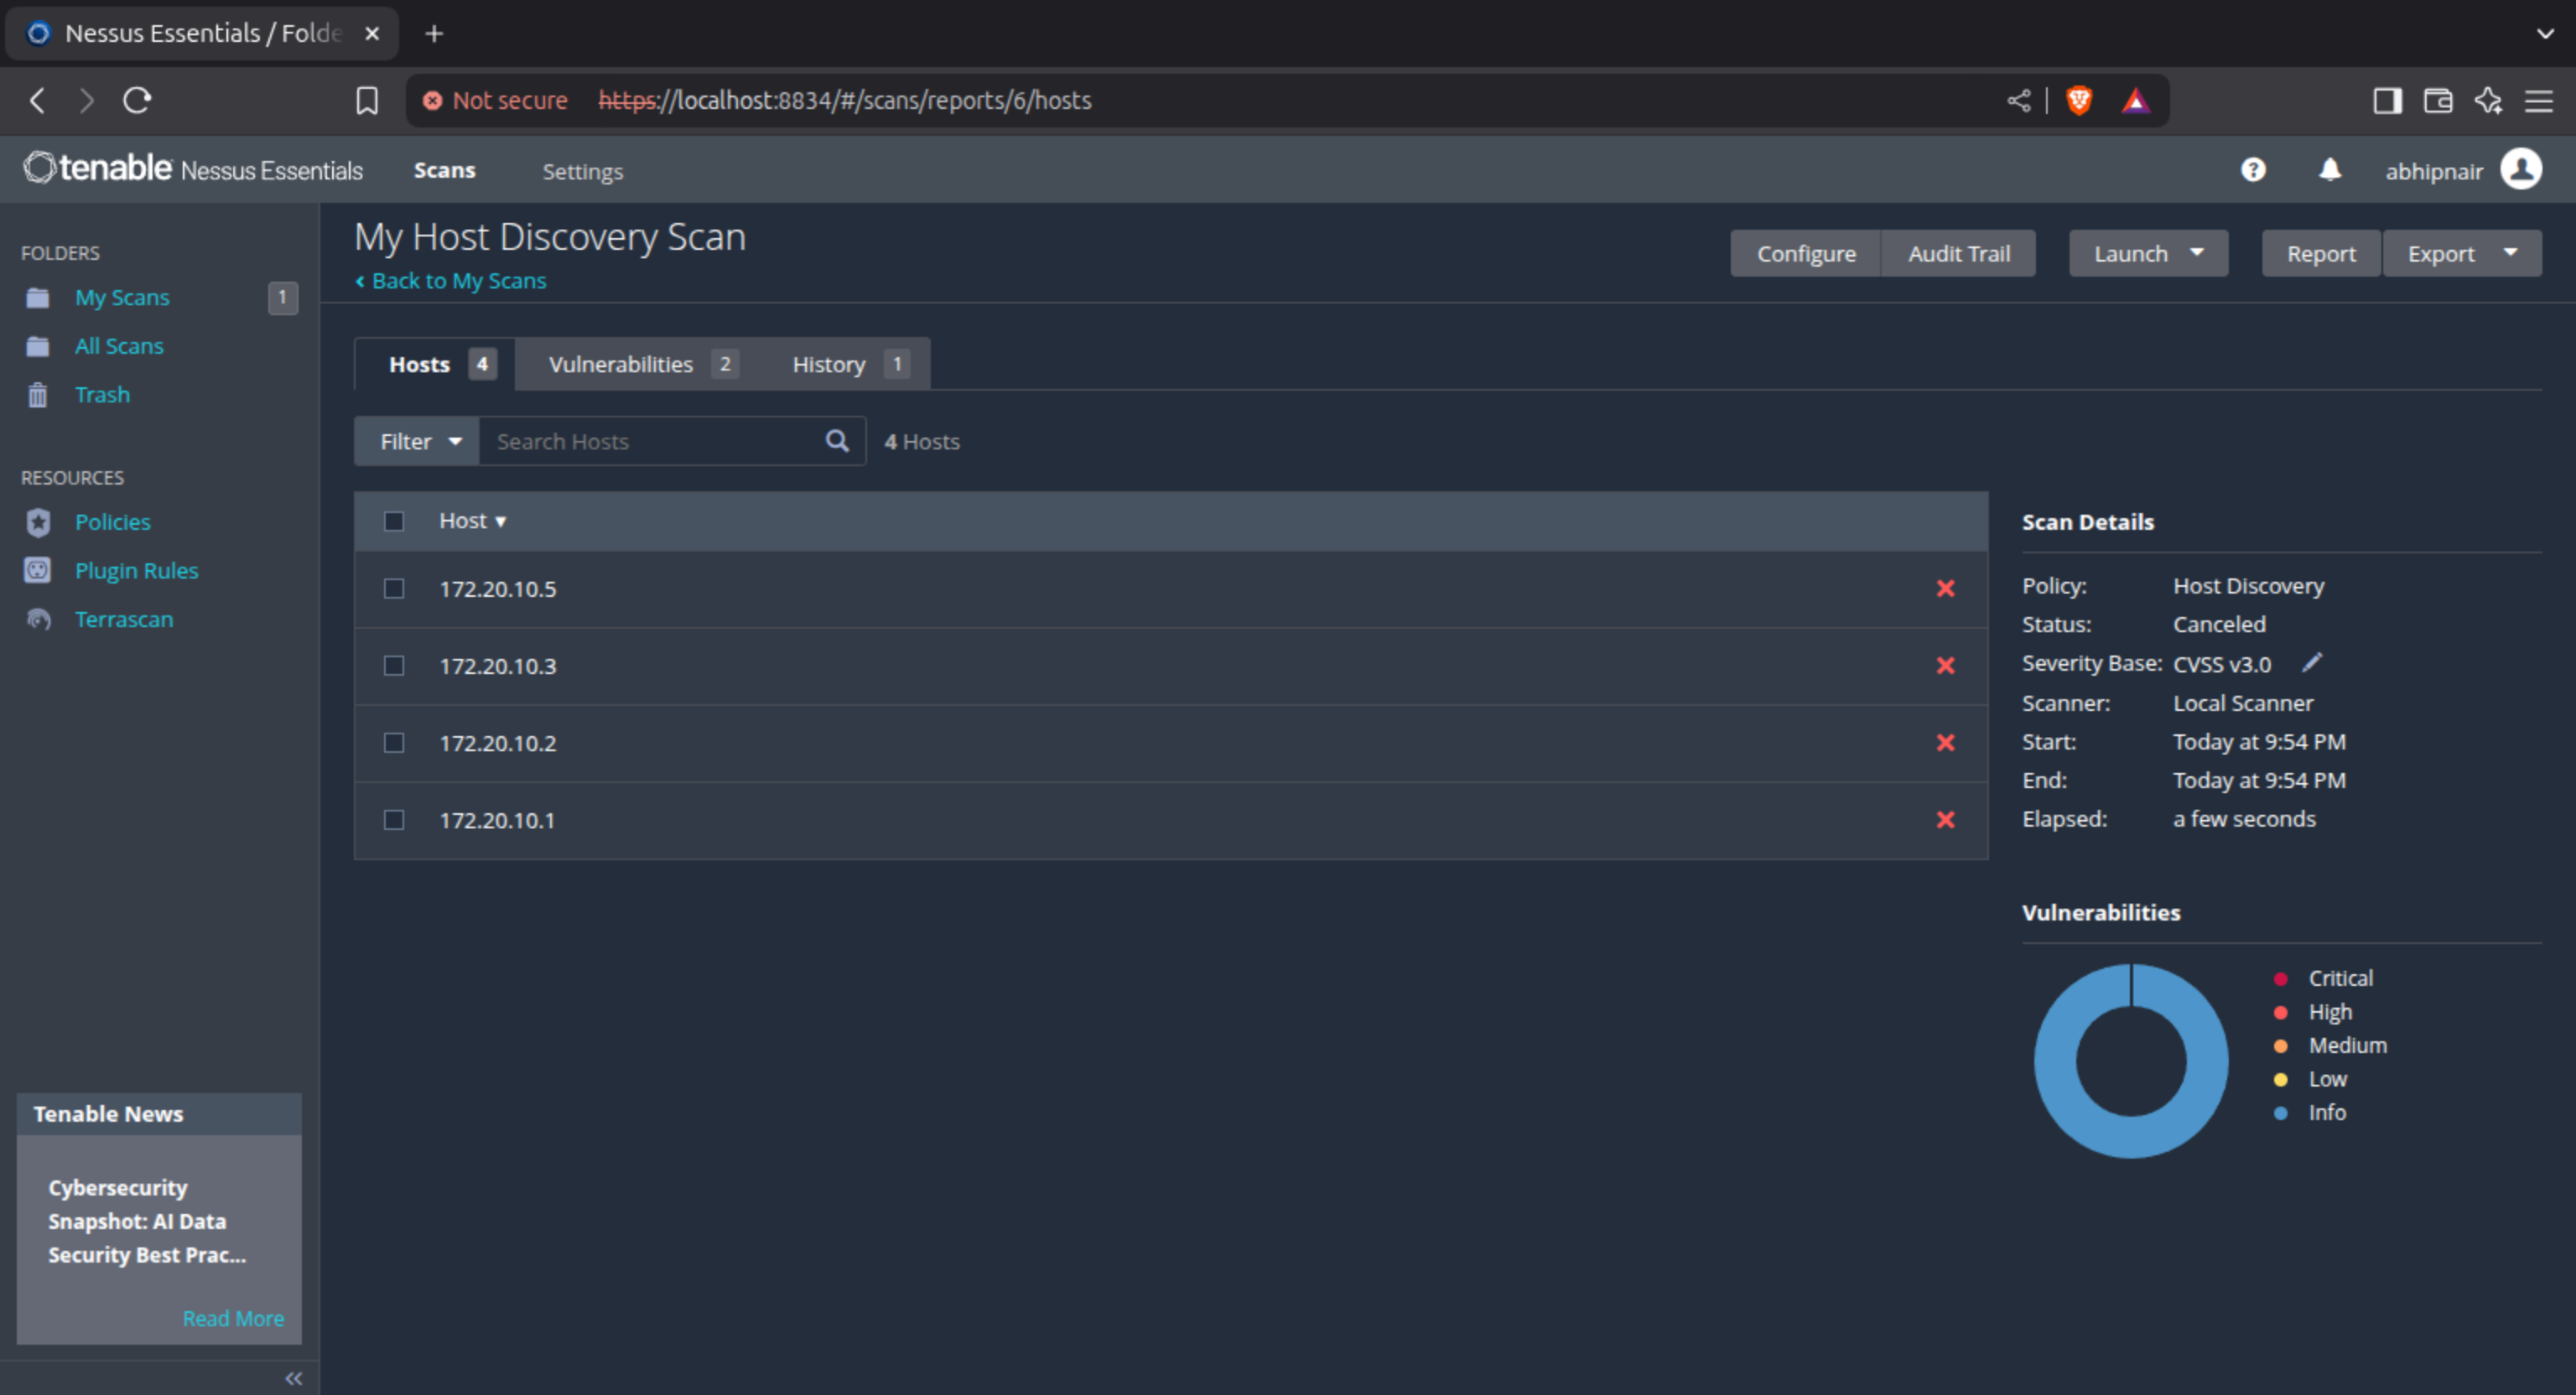 Nessus Essentials / Folde
Not secure https://localhost:8834/#/scans/reports/6/hosts
tenable Nessus Essentials Scans Settings abhipnair
FOLDERS
My Scans 1
All Scans
Trash
RESOURCES
Policies
Plugin Rules
Terrascan
Tenable News
Cybersecurity
Snapshot: AI Data
Security Best Prac...
Read More
My Host Discovery Scan
Back to My Scans
Configure Audit Trail Launch Report Export
Hosts 4 Vulnerabilities 2 History 1
Filter Search Hosts 4 Hosts
Host
172.20.10.5
172.20.10.3
172.20.10.2
172.20.10.1
Scan Details
Policy: Host Discovery
Status: Canceled
Severity Base: CVSS v3.0
Scanner: Local Scanner
Start: Today at 9:54 PM
End: Today at 9:54 PM
Elapsed: a few seconds
Vulnerabilities
Critical
High
Medium
Low
Info